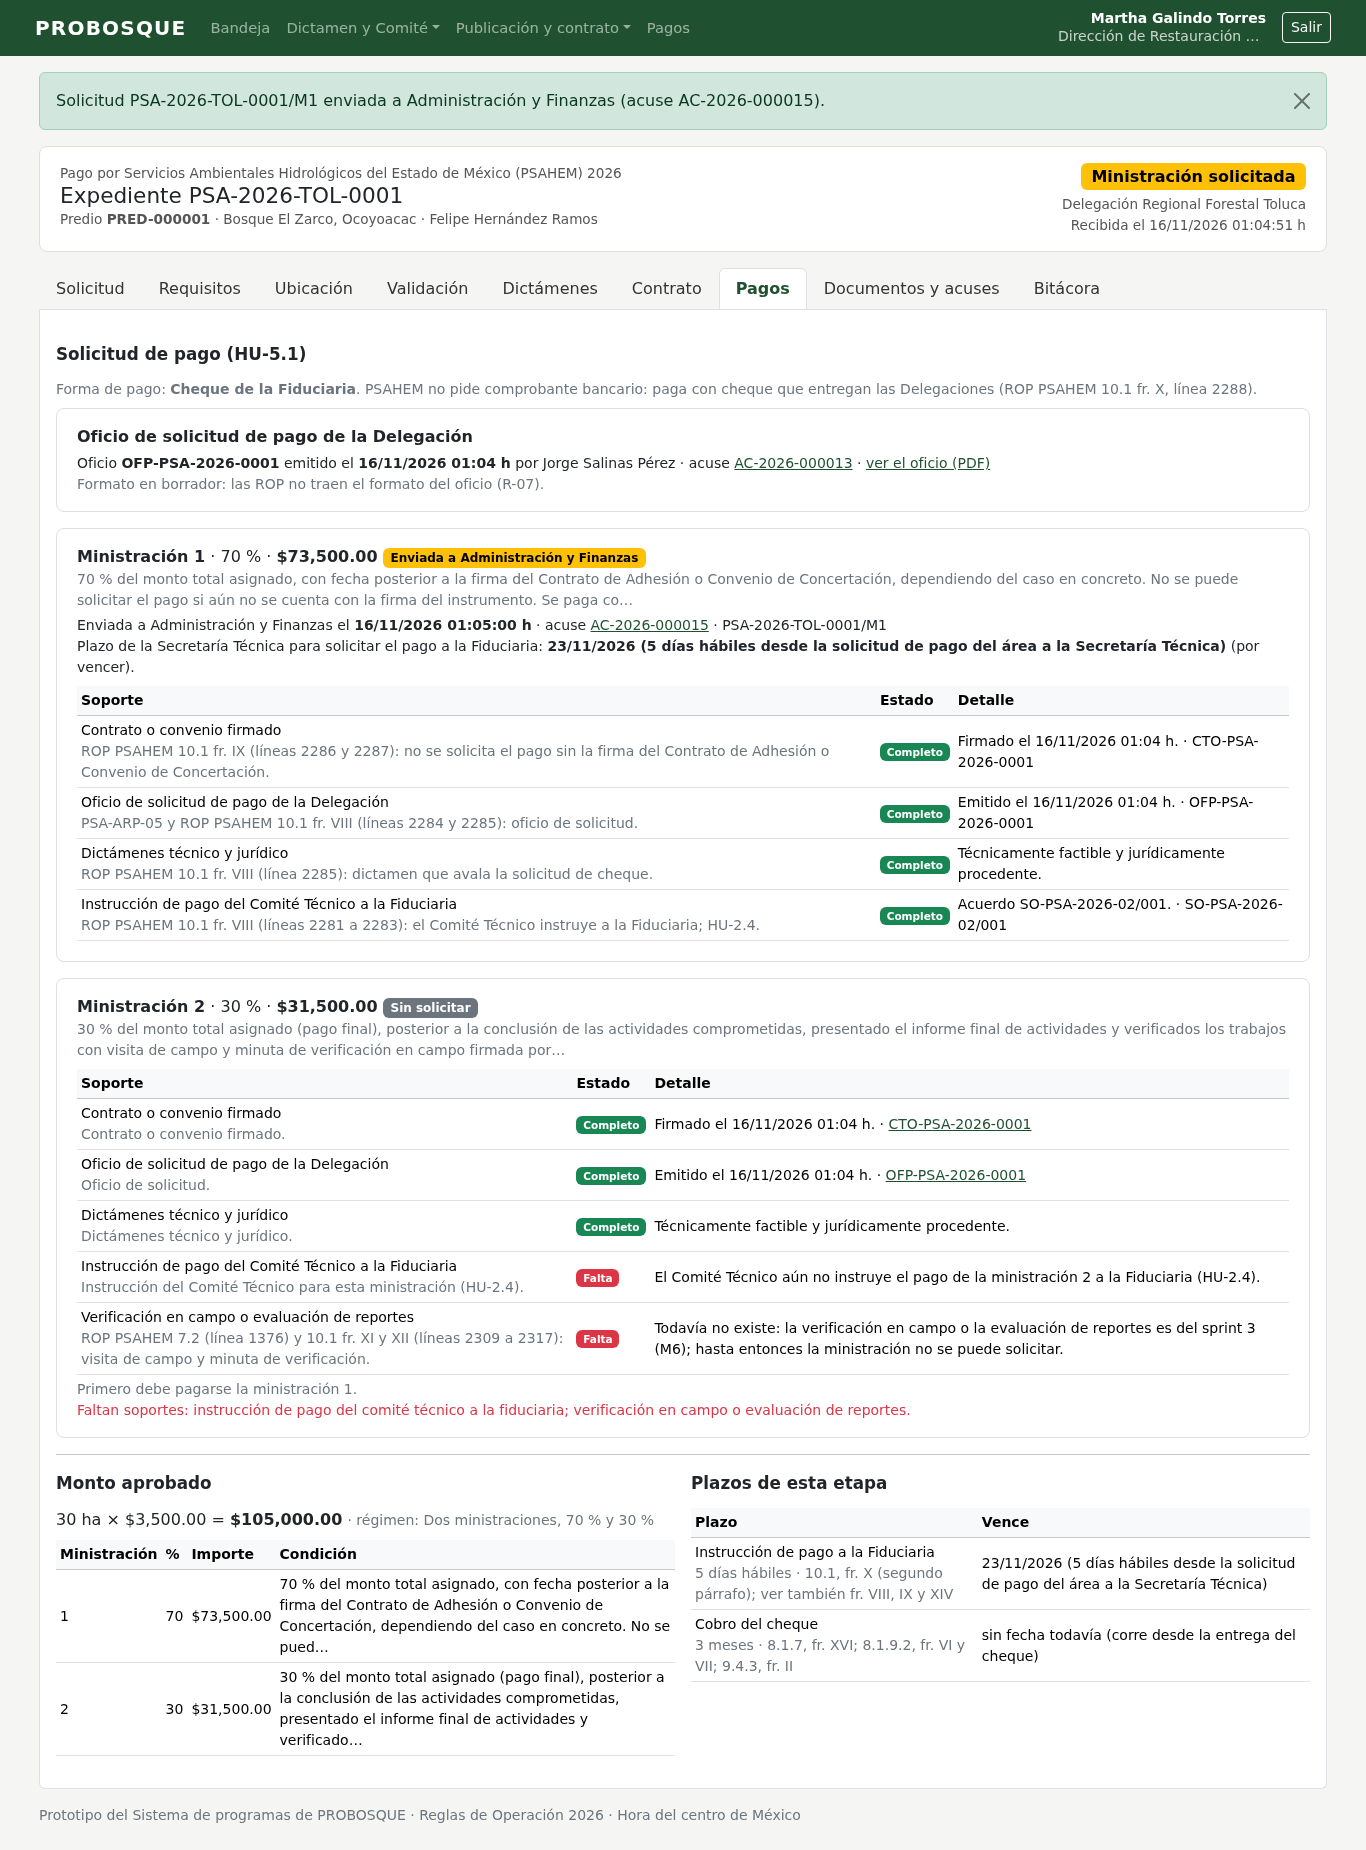 PROBOSQUE
Bandeja
Dictamen y Comité
Publicación y contrato
Pagos
Martha Galindo Torres
Dirección de Restauración …
Salir
Solicitud PSA-2026-TOL-0001/M1 enviada a Administración y Finanzas (acuse AC-2026-000015).
Pago por Servicios Ambientales Hidrológicos del Estado de México (PSAHEM) 2026
Expediente PSA-2026-TOL-0001
Predio PRED-000001 · Bosque El Zarco, Ocoyoacac · Felipe Hernández Ramos
Ministración solicitada
Delegación Regional Forestal Toluca
Recibida el 16/11/2026 01:04:51 h
Solicitud
Requisitos
Ubicación
Validación
Dictámenes
Contrato
Pagos
Documentos y acuses
Bitácora
Solicitud de pago (HU-5.1)
Forma de pago: Cheque de la Fiduciaria. PSAHEM no pide comprobante bancario: paga con cheque que entregan las Delegaciones (ROP PSAHEM 10.1 fr. X, línea 2288).
Oficio de solicitud de pago de la Delegación
Oficio OFP-PSA-2026-0001 emitido el 16/11/2026 01:04 h por Jorge Salinas Pérez · acuse AC-2026-000013 · ver el oficio (PDF)
Formato en borrador: las ROP no traen el formato del oficio (R-07).
Ministración 1 · 70 % · $73,500.00 Enviada a Administración y Finanzas
70 % del monto total asignado, con fecha posterior a la firma del Contrato de Adhesión o Convenio de Concertación, dependiendo del caso en concreto. No se puede
solicitar el pago si aún no se cuenta con la firma del instrumento. Se paga co…
Enviada a Administración y Finanzas el 16/11/2026 01:05:00 h · acuse AC-2026-000015 · PSA-2026-TOL-0001/M1
Plazo de la Secretaría Técnica para solicitar el pago a la Fiduciaria: 23/11/2026 (5 días hábiles desde la solicitud de pago del área a la Secretaría Técnica) (por
vencer).
Soporte Estado Detalle
Contrato o convenio firmado
ROP PSAHEM 10.1 fr. IX (líneas 2286 y 2287): no se solicita el pago sin la firma del Contrato de Adhesión o
Convenio de Concertación.
Completo
Firmado el 16/11/2026 01:04 h. · CTO-PSA-
2026-0001
Oficio de solicitud de pago de la Delegación
PSA-ARP-05 y ROP PSAHEM 10.1 fr. VIII (líneas 2284 y 2285): oficio de solicitud.
Completo
Emitido el 16/11/2026 01:04 h. · OFP-PSA-
2026-0001
Dictámenes técnico y jurídico
ROP PSAHEM 10.1 fr. VIII (línea 2285): dictamen que avala la solicitud de cheque.
Completo
Técnicamente factible y jurídicamente
procedente.
Instrucción de pago del Comité Técnico a la Fiduciaria
ROP PSAHEM 10.1 fr. VIII (líneas 2281 a 2283): el Comité Técnico instruye a la Fiduciaria; HU-2.4.
Completo
Acuerdo SO-PSA-2026-02/001. · SO-PSA-2026-
02/001
Ministración 2 · 30 % · $31,500.00 Sin solicitar
30 % del monto total asignado (pago final), posterior a la conclusión de las actividades comprometidas, presentado el informe final de actividades y verificados los trabajos
con visita de campo y minuta de verificación en campo firmada por…
Soporte Estado Detalle
Contrato o convenio firmado
Contrato o convenio firmado.
Completo
Firmado el 16/11/2026 01:04 h. · CTO-PSA-2026-0001
Oficio de solicitud de pago de la Delegación
Oficio de solicitud.
Completo
Emitido el 16/11/2026 01:04 h. · OFP-PSA-2026-0001
Dictámenes técnico y jurídico
Dictámenes técnico y jurídico.
Completo
Técnicamente factible y jurídicamente procedente.
Instrucción de pago del Comité Técnico a la Fiduciaria
Instrucción del Comité Técnico para esta ministración (HU-2.4).
Falta
El Comité Técnico aún no instruye el pago de la ministración 2 a la Fiduciaria (HU-2.4).
Verificación en campo o evaluación de reportes
ROP PSAHEM 7.2 (línea 1376) y 10.1 fr. XI y XII (líneas 2309 a 2317):
visita de campo y minuta de verificación.
Falta
Todavía no existe: la verificación en campo o la evaluación de reportes es del sprint 3
(M6); hasta entonces la ministración no se puede solicitar.
Primero debe pagarse la ministración 1.
Faltan soportes: instrucción de pago del comité técnico a la fiduciaria; verificación en campo o evaluación de reportes.
Monto aprobado
30 ha × $3,500.00 = $105,000.00 · régimen: Dos ministraciones, 70 % y 30 %
Ministración % Importe Condición
1 70 $73,500.00
70 % del monto total asignado, con fecha posterior a la
firma del Contrato de Adhesión o Convenio de
Concertación, dependiendo del caso en concreto. No se
pued…
2 30 $31,500.00
30 % del monto total asignado (pago final), posterior a
la conclusión de las actividades comprometidas,
presentado el informe final de actividades y
verificado…
Plazos de esta etapa
Plazo Vence
Instrucción de pago a la Fiduciaria
5 días hábiles · 10.1, fr. X (segundo
párrafo); ver también fr. VIII, IX y XIV
23/11/2026 (5 días hábiles desde la solicitud
de pago del área a la Secretaría Técnica)
Cobro del cheque
3 meses · 8.1.7, fr. XVI; 8.1.9.2, fr. VI y
VII; 9.4.3, fr. II
sin fecha todavía (corre desde la entrega del
cheque)
Prototipo del Sistema de programas de PROBOSQUE · Reglas de Operación 2026 · Hora del centro de México